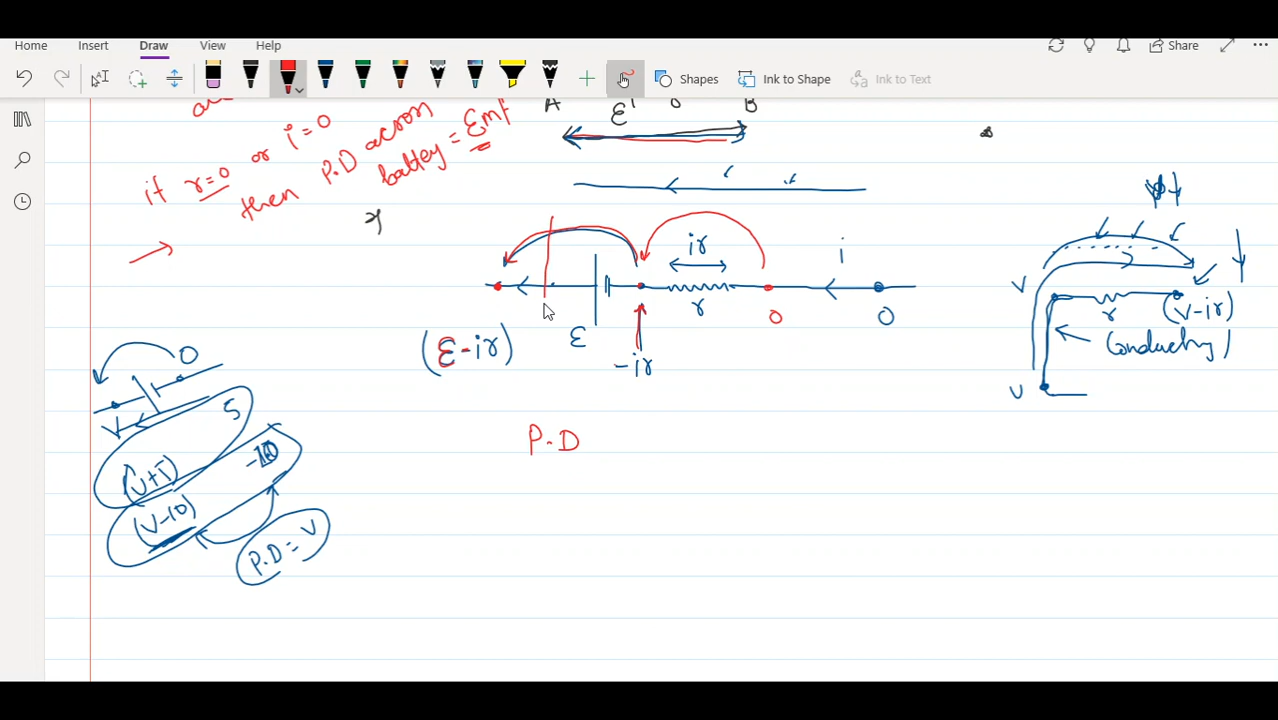 Home Insert Draw View Help
Share
Shapes Ink to Shape Ink to Text
A ε B
if r=0 or i=0
then P.D across
battery = Emf
ir
i
r
0
0
ε
(ε-ir)
-ir
P.D
0
V
5
(V+5)
-10
(V-10)
P.D = V
V
r
(V-ir)
Conducting
V